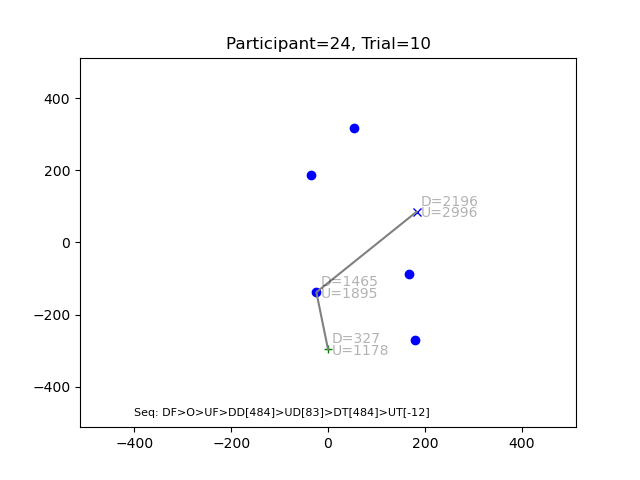 Participant=24, Trial=10
400
200
0
−200
−400
D=2196
U=2996
D=1465
U=1895
D=327
U=1178
Seq: DF>O>UF>DD[484]>UD[83]>DT[484]>UT[-12]
−400
−200
0
200
400